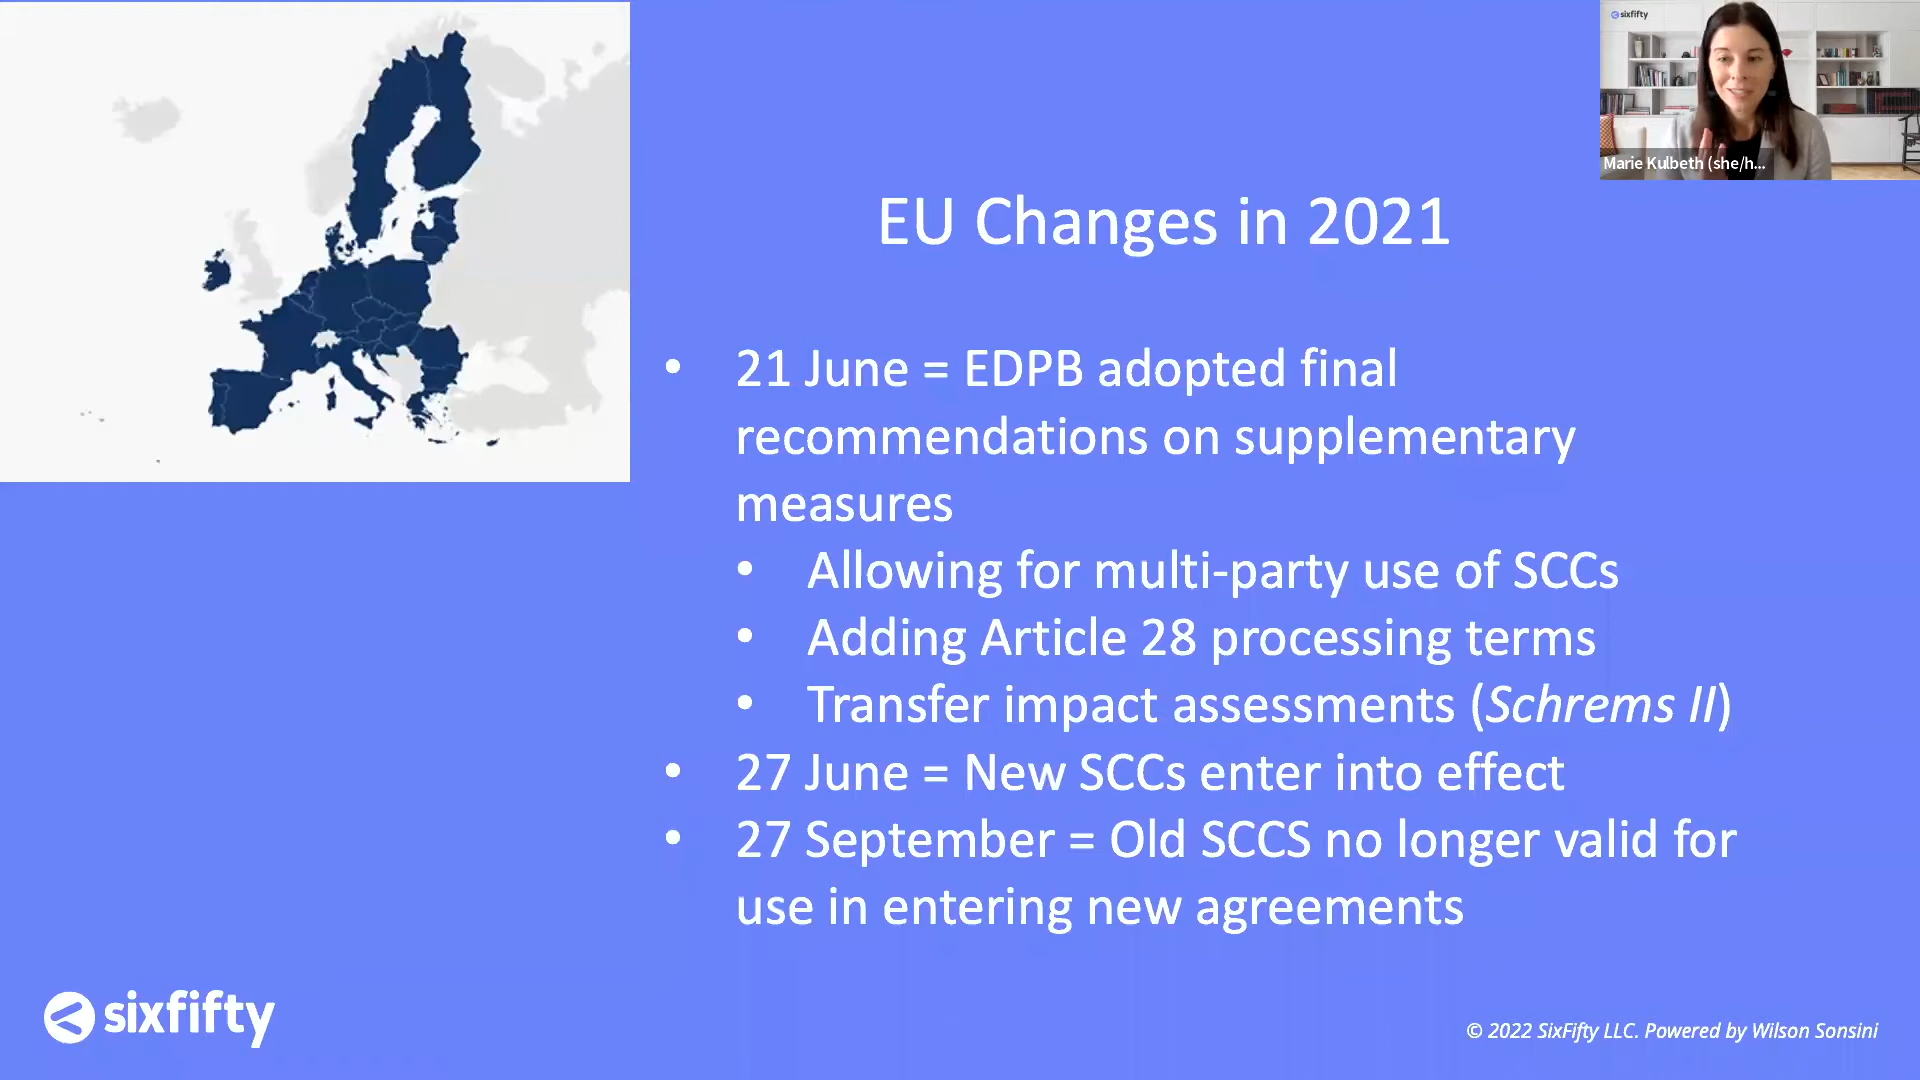 sixfifty
Marie Kulbeth (she/h...
EU Changes in 2021
• 21 June = EDPB adopted final
recommendations on supplementary
measures
• Allowing for multi-party use of SCCs
• Adding Article 28 processing terms
• Transfer impact assessments (Schrems II)
• 27 June = New SCCs enter into effect
• 27 September = Old SCCS no longer valid for
use in entering new agreements
sixfifty
© 2022 SixFifty LLC. Powered by Wilson Sonsini